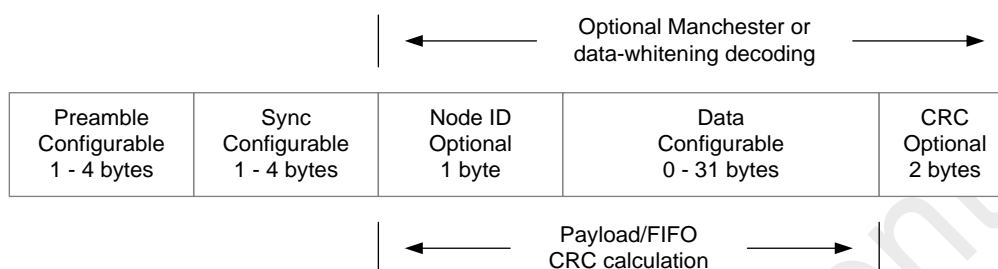 Optional Manchester or
data-whitening decoding
Preamble
Configurable
1 - 4 bytes
Sync
Configurable
1 - 4 bytes
Node ID
Optional
1 byte
Data
Configurable
0 - 31 bytes
CRC
Optional
2 bytes
Payload/FIFO
CRC calculation